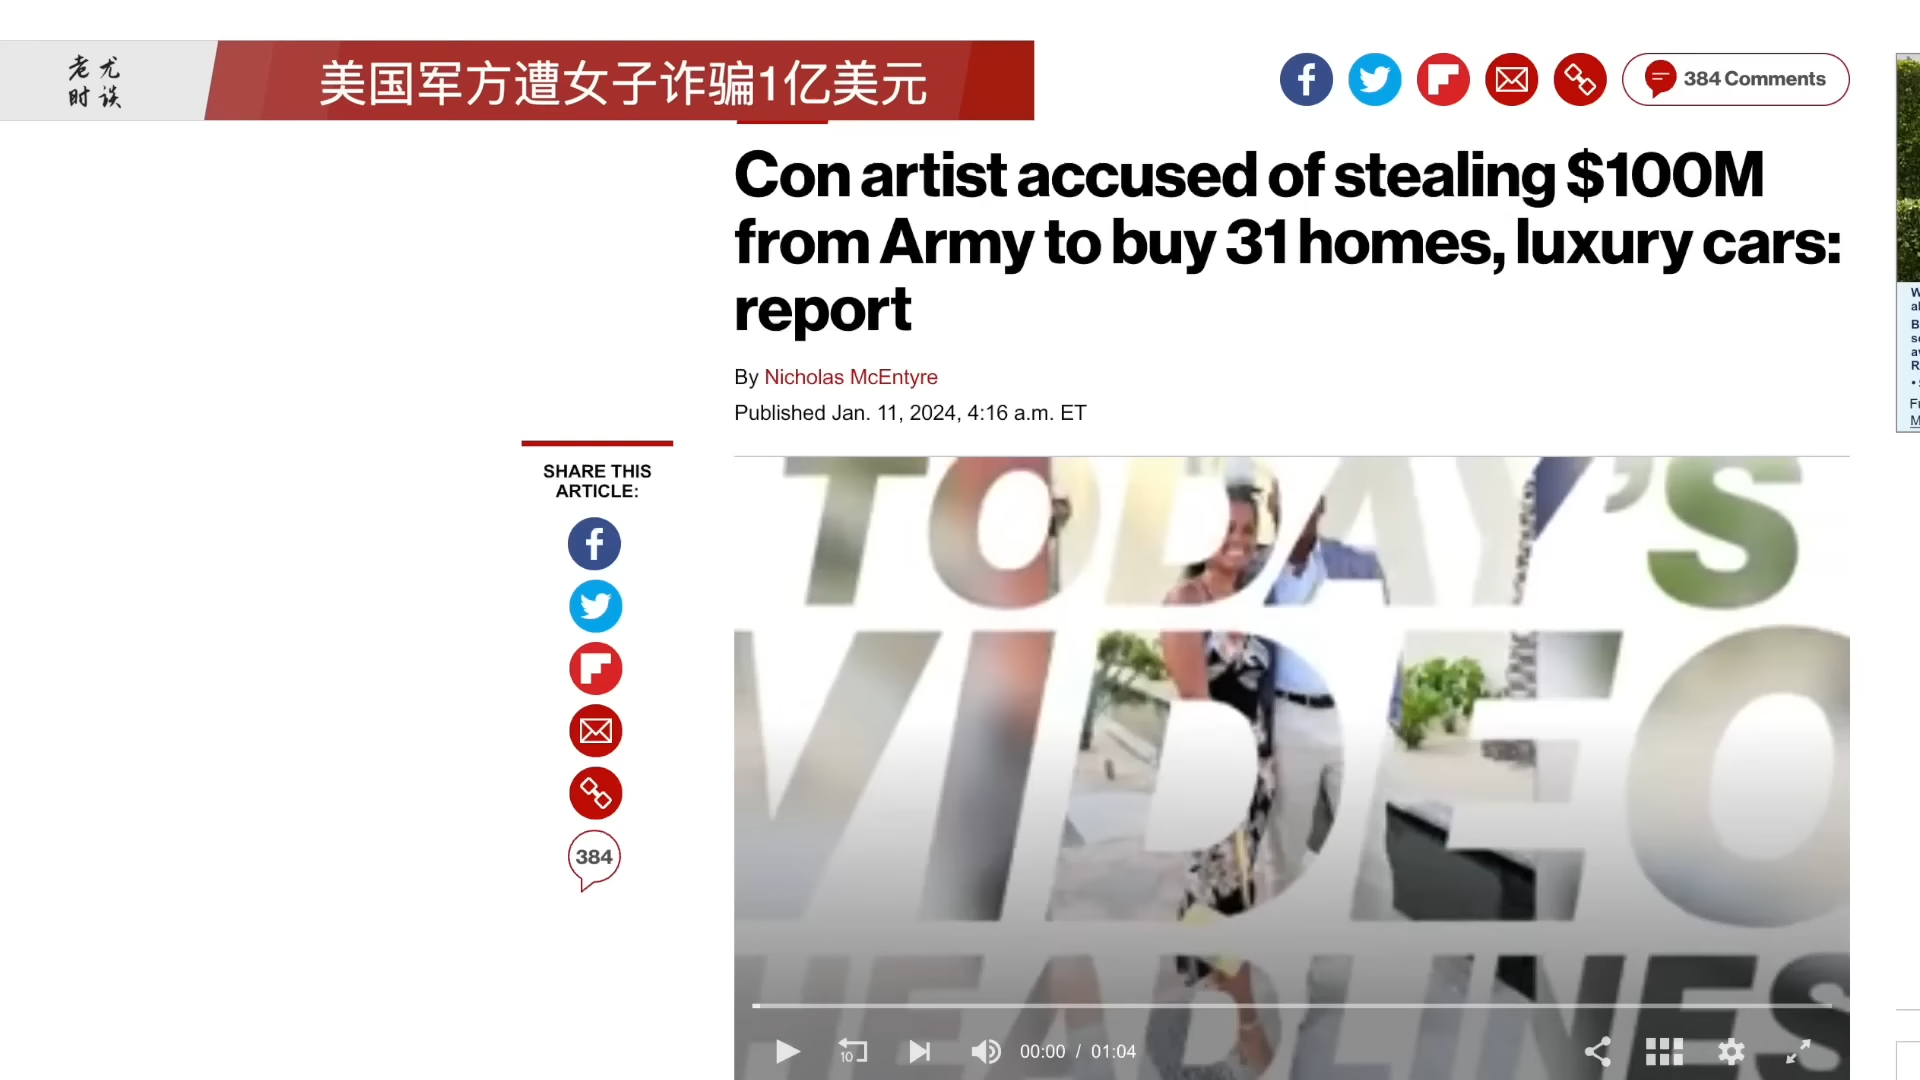 老尤
时谈
美国军方遭女子诈骗1亿美元
384 Comments
Con artist accused of stealing $100M
from Army to buy 31 homes, luxury cars:
report
By Nicholas McEntyre
Published Jan. 11, 2024, 4:16 a.m. ET
SHARE THIS
ARTICLE:
384
TODAY'S
VIDEO
HEADLINES
10
00:00 / 01:04